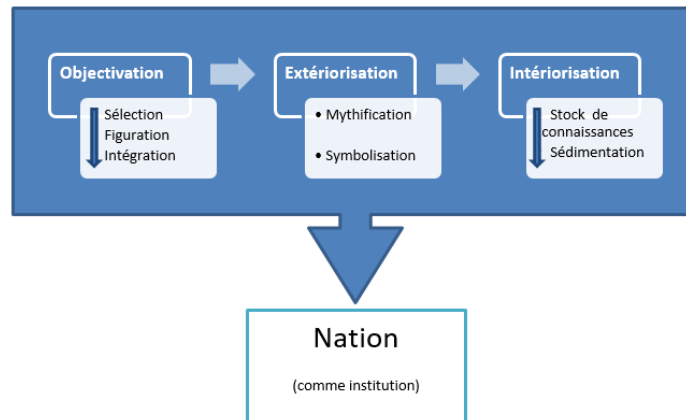 Objectivation
Sélection
Figuration
Intégration
Extériorisation
• Mythification
• Symbolisation
Intériorisation
Stock de
connaissances
Sédimentation
Nation
(comme institution)